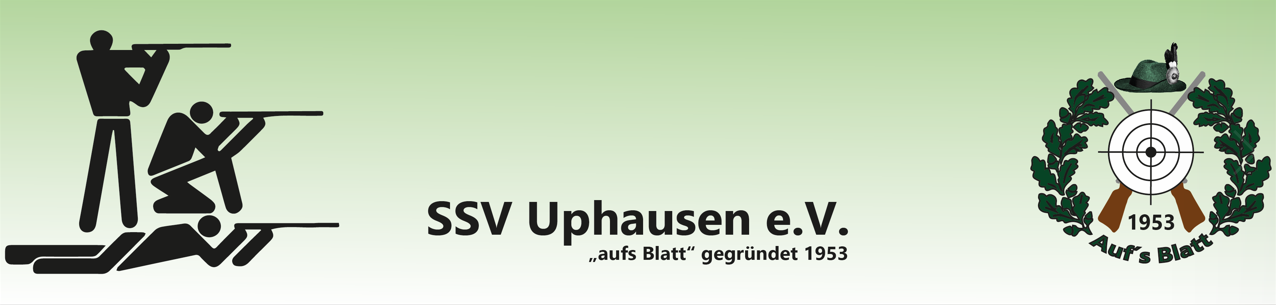 SSV Uphausen e.V.
„aufs Blatt“ gegründet 1953
1953
Auf´s Blatt